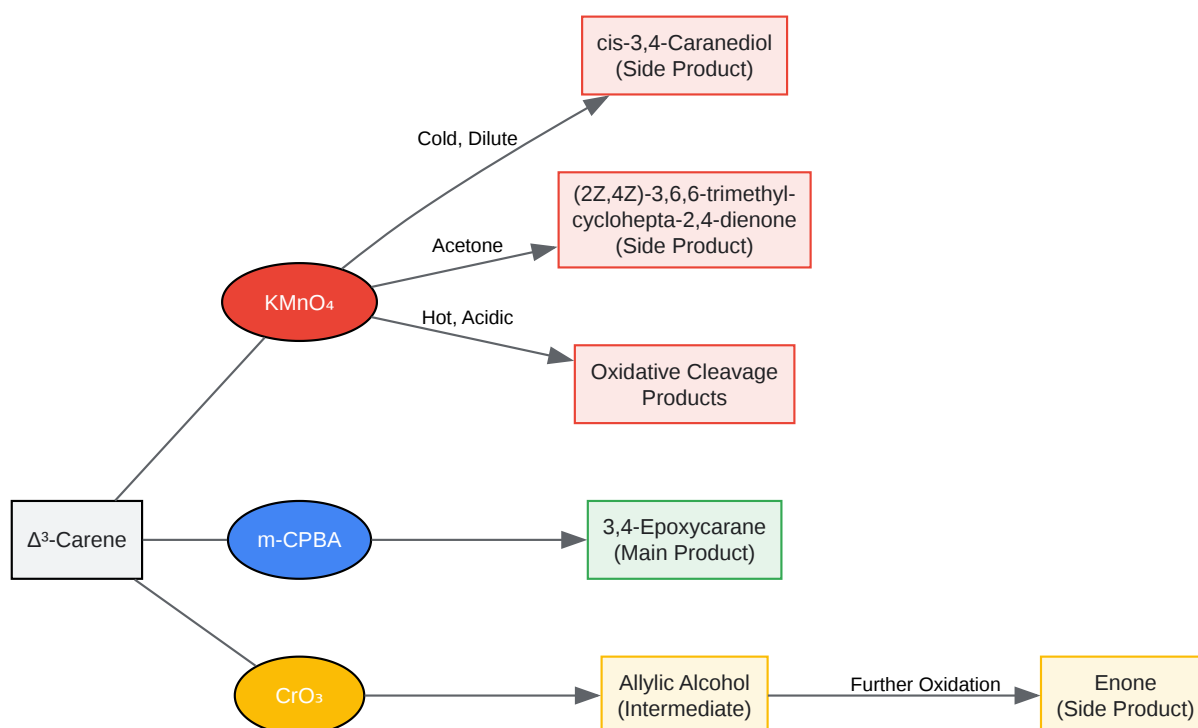 cis-3,4-Caranediol
(Side Product)
Cold, Dilute
(2Z,4Z)-3,6,6-trimethyl-
cyclohepta-2,4-dienone
(Side Product)
Acetone
KMnO₄
Hot, Acidic
Oxidative Cleavage
Products
Δ³-Carene
m-CPBA
3,4-Epoxycarane
(Main Product)
CrO₃
Allylic Alcohol
(Intermediate)
Further Oxidation
Enone
(Side Product)